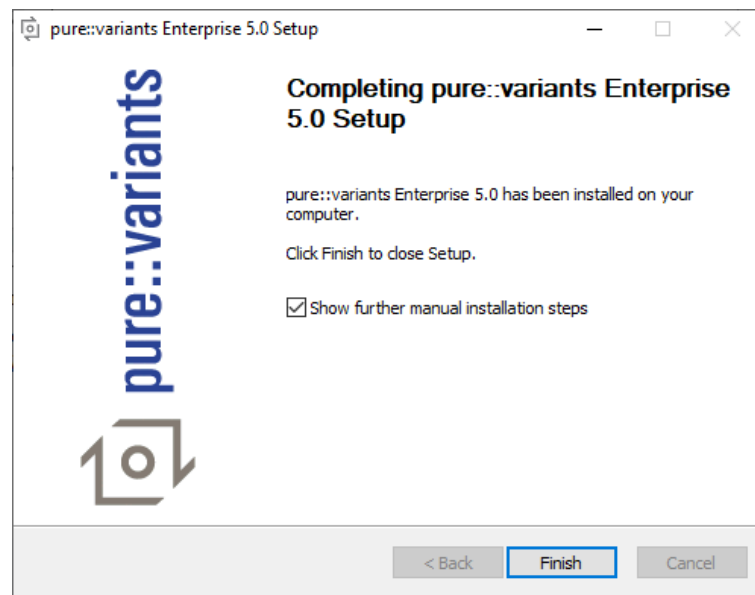 pure::variants Enterprise 5.0 Setup
pure::variants
Completing pure::variants Enterprise
5.0 Setup
pure::variants Enterprise 5.0 has been installed on your
computer.
Click Finish to close Setup.
Show further manual installation steps
< Back
Finish
Cancel